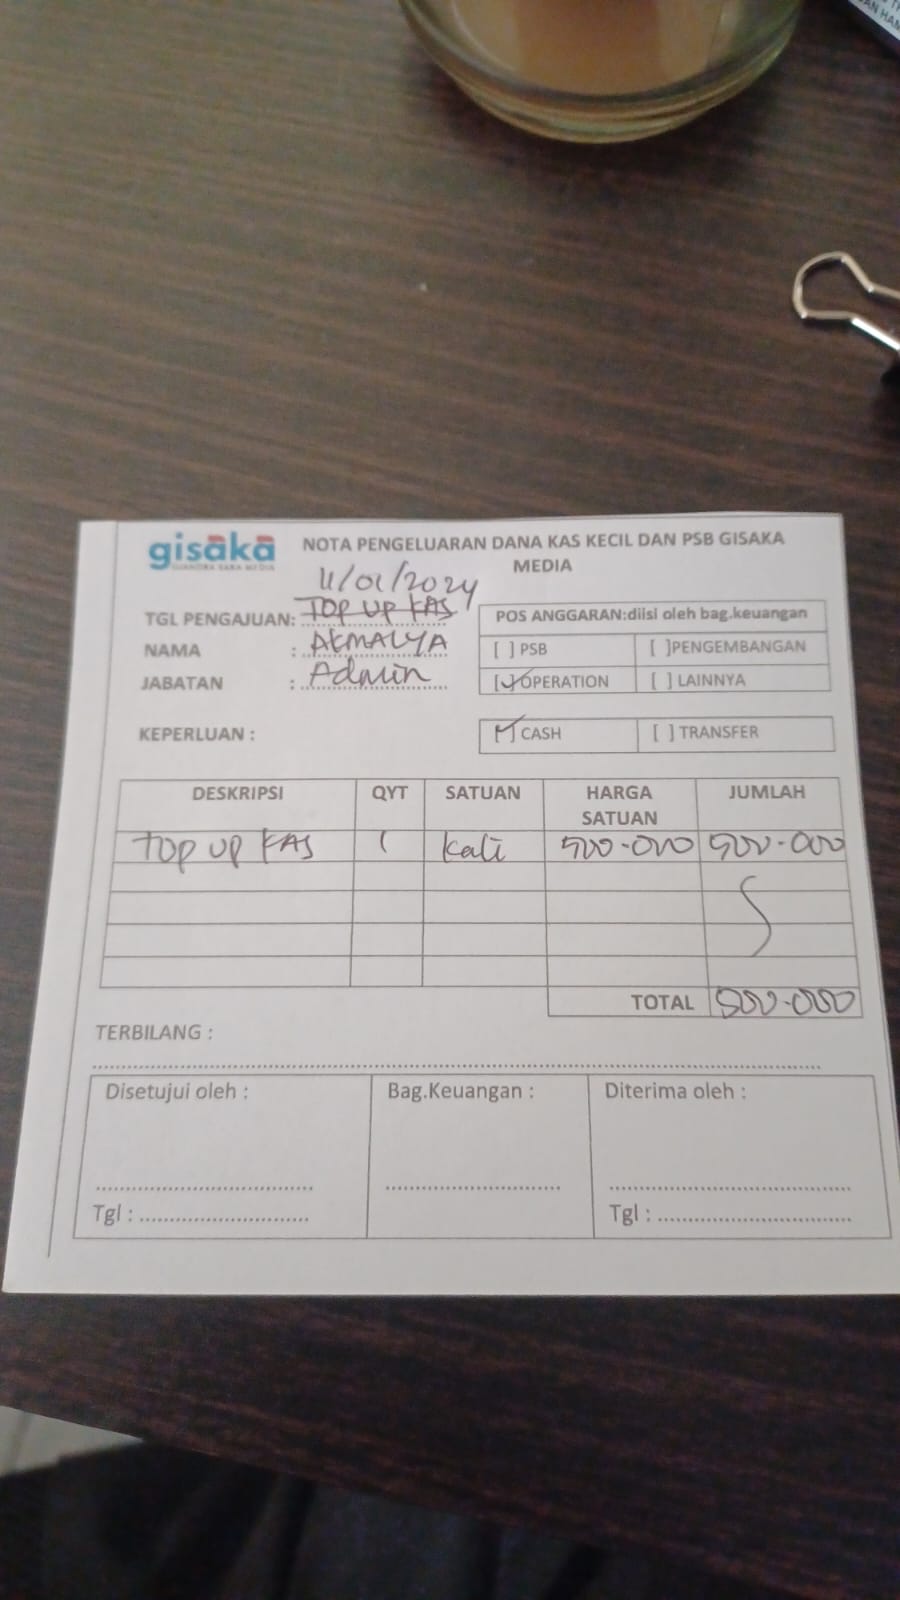 gisaka
NOTA PENGELUARAN DANA KAS KECIL DAN PSB GISAKA
MEDIA
11/01/2024
TGL PENGAJUAN: TOP UP KAS
NAMA : AKMALYA
JABATAN : Admin
POS ANGGARAN:diisi oleh bag.keuangan
[ ] PSB [ ]PENGEMBANGAN
[✓] OPERATION [ ] LAINNYA
KEPERLUAN :
[✓] CASH [ ] TRANSFER
DESKRIPSI QYT SATUAN HARGA SATUAN JUMLAH
TOP UP KAS 1 kali 500.000 500.000
TOTAL 500.000
TERBILANG :
Disetujui oleh : Bag.Keuangan : Diterima oleh :
Tgl : Tgl :